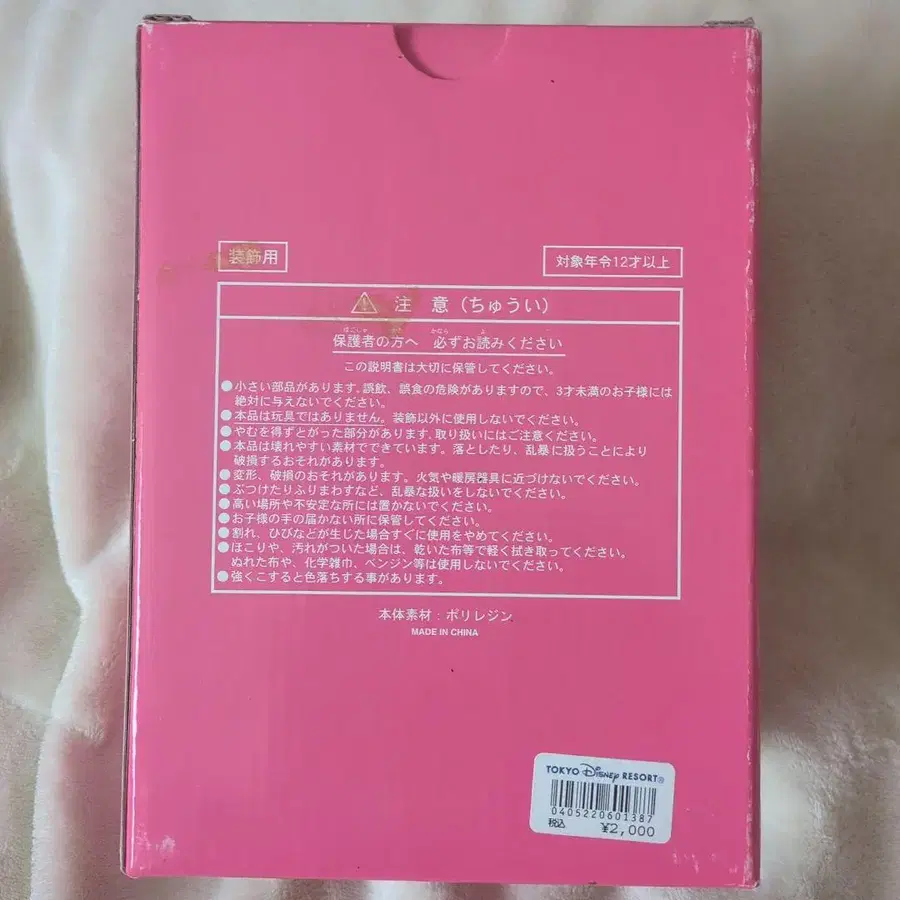 装飾用
対象年令12才以上
注 意 (ちゅうい)
ほごしゃ かた かなら よ
保護者の方へ 必ずお読みください
この説明書は大切に保管してください。
●小さい部品があります。誤飲、誤食の危険がありますので、3才未満のお子様には
絶対に与えないでください。
●本品は玩具ではありません。装飾以外に使用しないでください。
●やむを得ずとがった部分があります、取り扱いにはご注意ください。
●本品は壊れやすい素材でできています。落としたり、乱暴に扱うことにより
破損するおそれがあります。
●変形、破損のおそれがあります。火気や暖房器具に近づけないでください。
●ぶつけたりふりまわすなど、乱暴な扱いをしないでください。
●高い場所や不安定な所には置かないでください。
●お子様の手の届かない所に保管してください。
●割れ、ひびなどが生じた場合すぐに使用をやめてください。
●ほこりや、汚れがついた場合は、乾いた布等で軽く拭き取ってください。
ぬれた布や、化学雑巾、ベンジン等は使用しないでください。
●強くこすると色落ちする事があります。
本体素材：ポリレジン
MADE IN CHINA
TOKYO Disney RESORT®
0405220601387
税込 ¥2,000